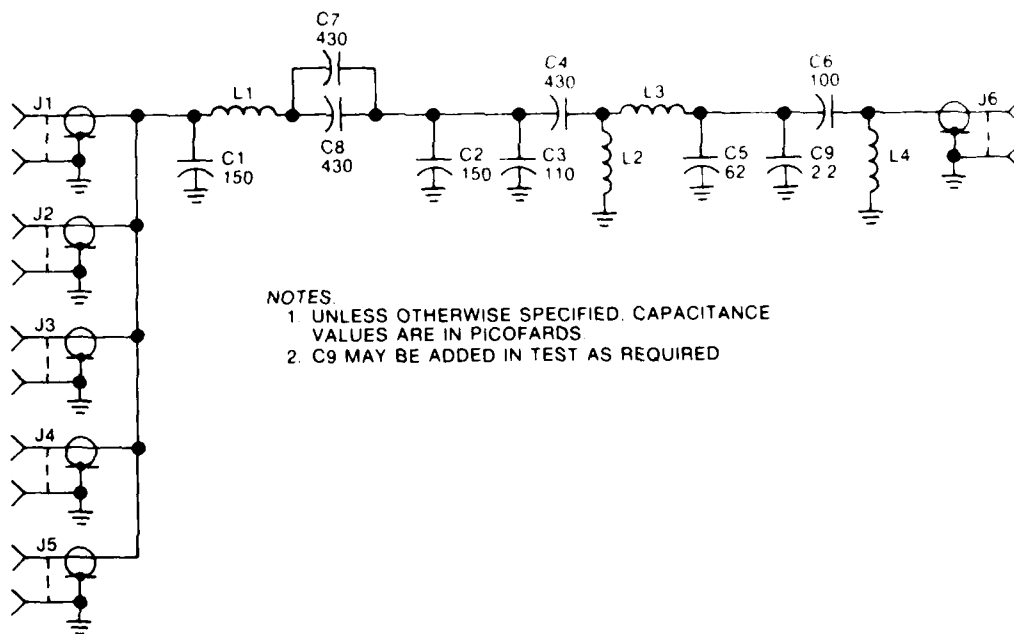 C7
430
C4
430
C6
100
J1
L1
L3
J6
C8
430
C1
150
C2
150
C3
110
L2
C5
62
C9
2.2
L4
J2
NOTES.
1. UNLESS OTHERWISE SPECIFIED, CAPACITANCE
VALUES ARE IN PICOFARDS.
2. C9 MAY BE ADDED IN TEST AS REQUIRED
J3
J4
J5